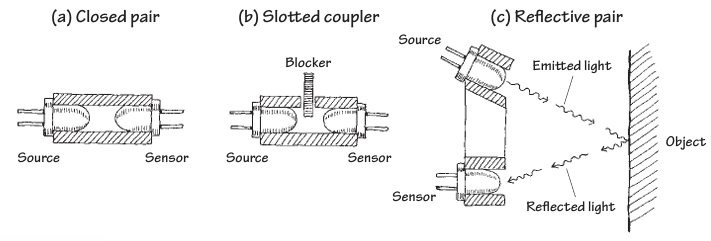 (a) Closed pair
(b) Slotted coupler
(c) Reflective pair
Source
Emitted light
Blocker
Object
Source
Sensor
Source
Sensor
Sensor
Reflected light